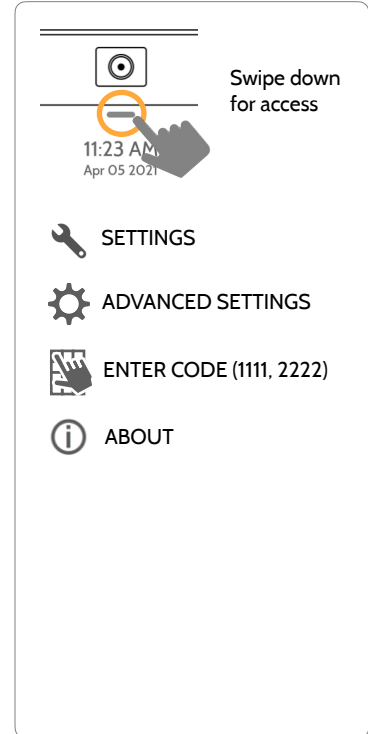 Swipe down
for access
11:23 AM
Apr 05 2021
SETTINGS
ADVANCED SETTINGS
ENTER CODE (1111, 2222)
ABOUT